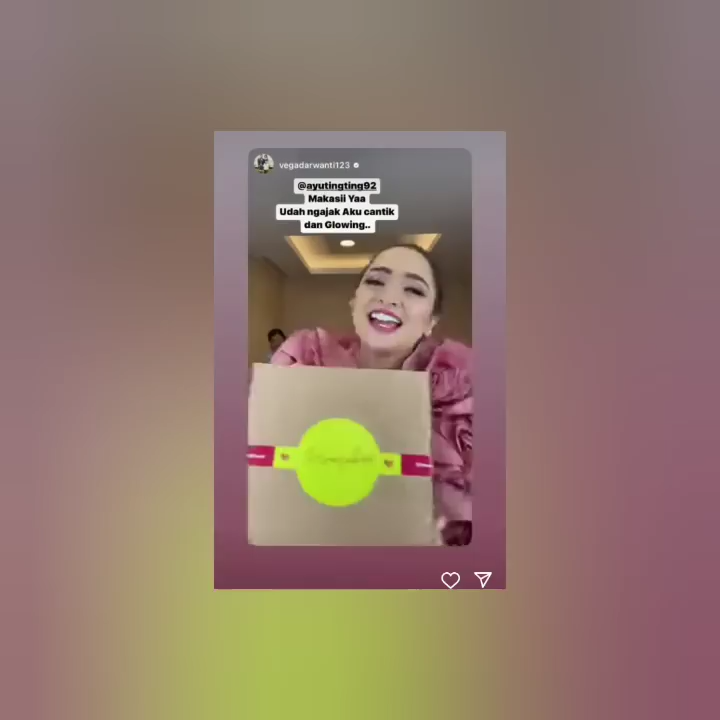 vegadarwanti123
@ayutingting92
Makasii Yaa
Udah ngajak Aku cantik
dan Glowing..